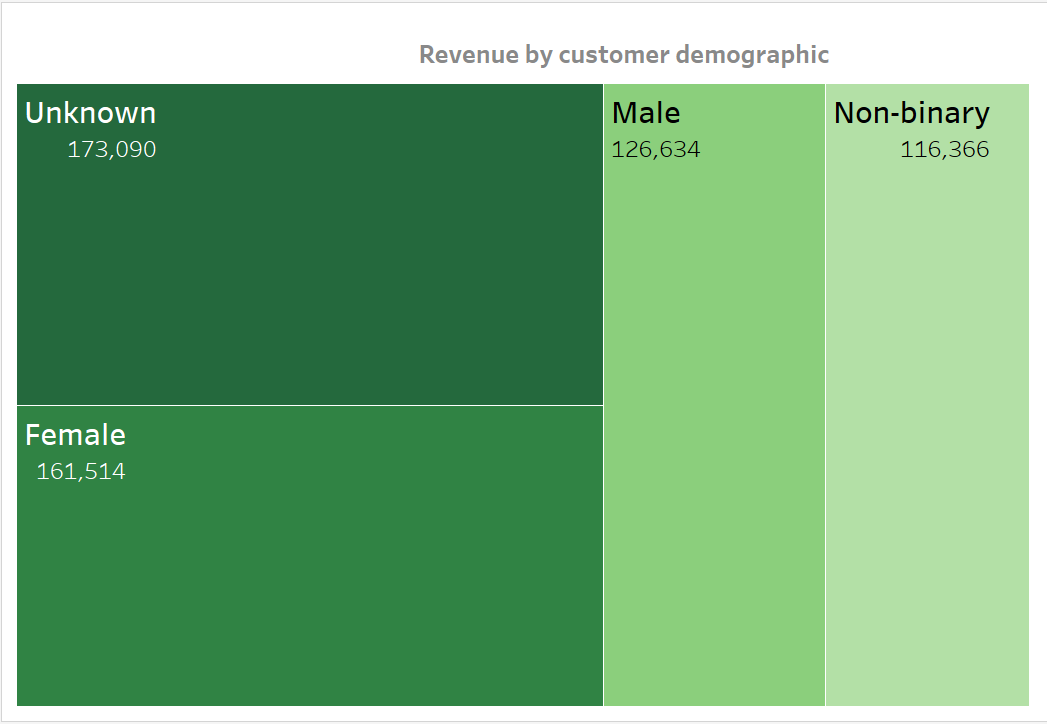 Revenue by customer demographic
Unknown
173,090
Male
126,634
Non-binary
116,366
Female
161,514